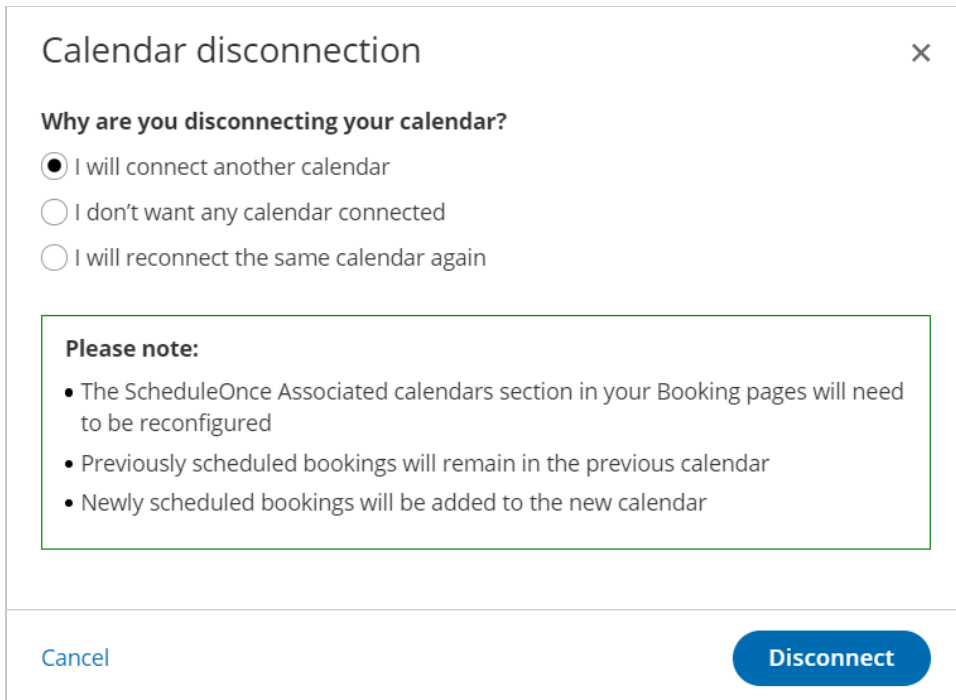 Calendar disconnection
Why are you disconnecting your calendar?
I will connect another calendar
I don’t want any calendar connected
I will reconnect the same calendar again
Please note:
• The ScheduleOnce Associated calendars section in your Booking pages will need
to be reconfigured
• Previously scheduled bookings will remain in the previous calendar
• Newly scheduled bookings will be added to the new calendar
Cancel
Disconnect